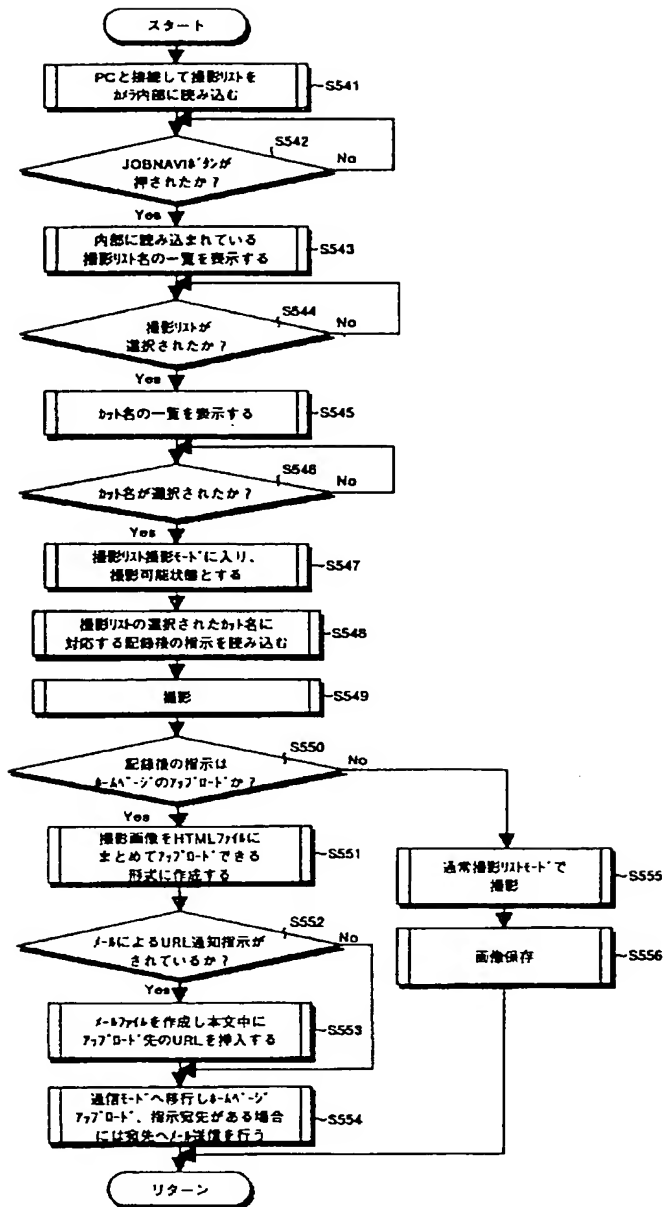 スタート
PCと接続して撮影リストを
カメラ内部に読み込む
S541
S542
JOBNAVIボタンが
押されたか?
No
Yes
内部に読み込まれている
撮影リスト名の一覧を表示する
S543
S544
撮影リストが
選択されたか?
No
Yes
カット名の一覧を表示する
S545
S546
カット名が選択されたか?
No
Yes
撮影リスト撮影モードに入り、
撮影可能状態とする
S547
撮影リストの選択されたカット名に
対応する記録後の指示を読み込む
S548
撮影
S549
S550
記録後の指示は
ホームページのアップロードか?
No
Yes
撮影画像をHTMLファイルに
まとめてアップロードできる
形式に作成する
S551
通常撮影リストモードで
撮影
S555
S552
メールによるURL通知指示が
されているか?
No
Yes
画像保存
S556
メールファイルを作成し本文中に
アップロード先のURLを挿入する
S553
通信モードへ移行しホームページ
アップロード、指示宛先がある場合
には宛先へメール送信を行う
S554
リターン